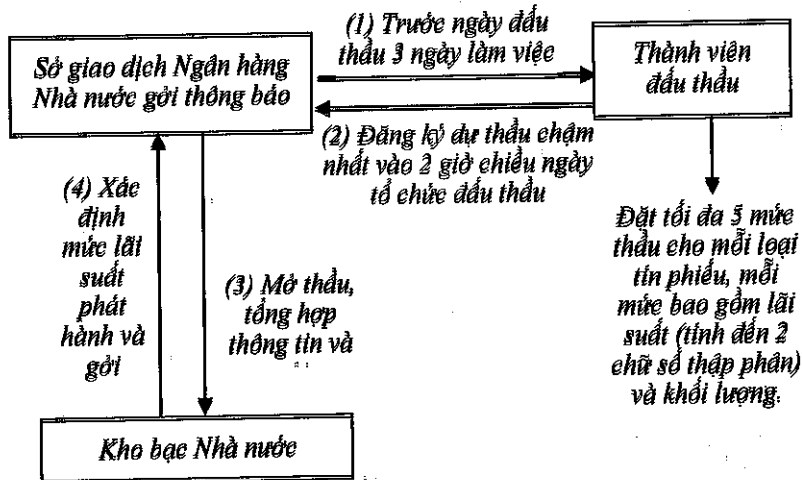 (1) Trước ngày đấu
thầu 3 ngày làm việc
Sở giao dịch Ngân hàng
Nhà nước gởi thông báo
Thành viên
đấu thầu
(2) Đăng ký dự thầu chậm
nhất vào 2 giờ chiều ngày
tổ chức đấu thầu
(4) Xác
định
mức lãi
suất
phát
hành và
gởi
(3) Mở thầu,
tổng hợp
thông tin và
Đặt tối đa 5 mức
thầu cho mỗi loại
tín phiếu, mỗi
mức bao gồm lãi
suất (tính đến 2
chữ số thập phân)
và khối lượng.
Kho bạc Nhà nước